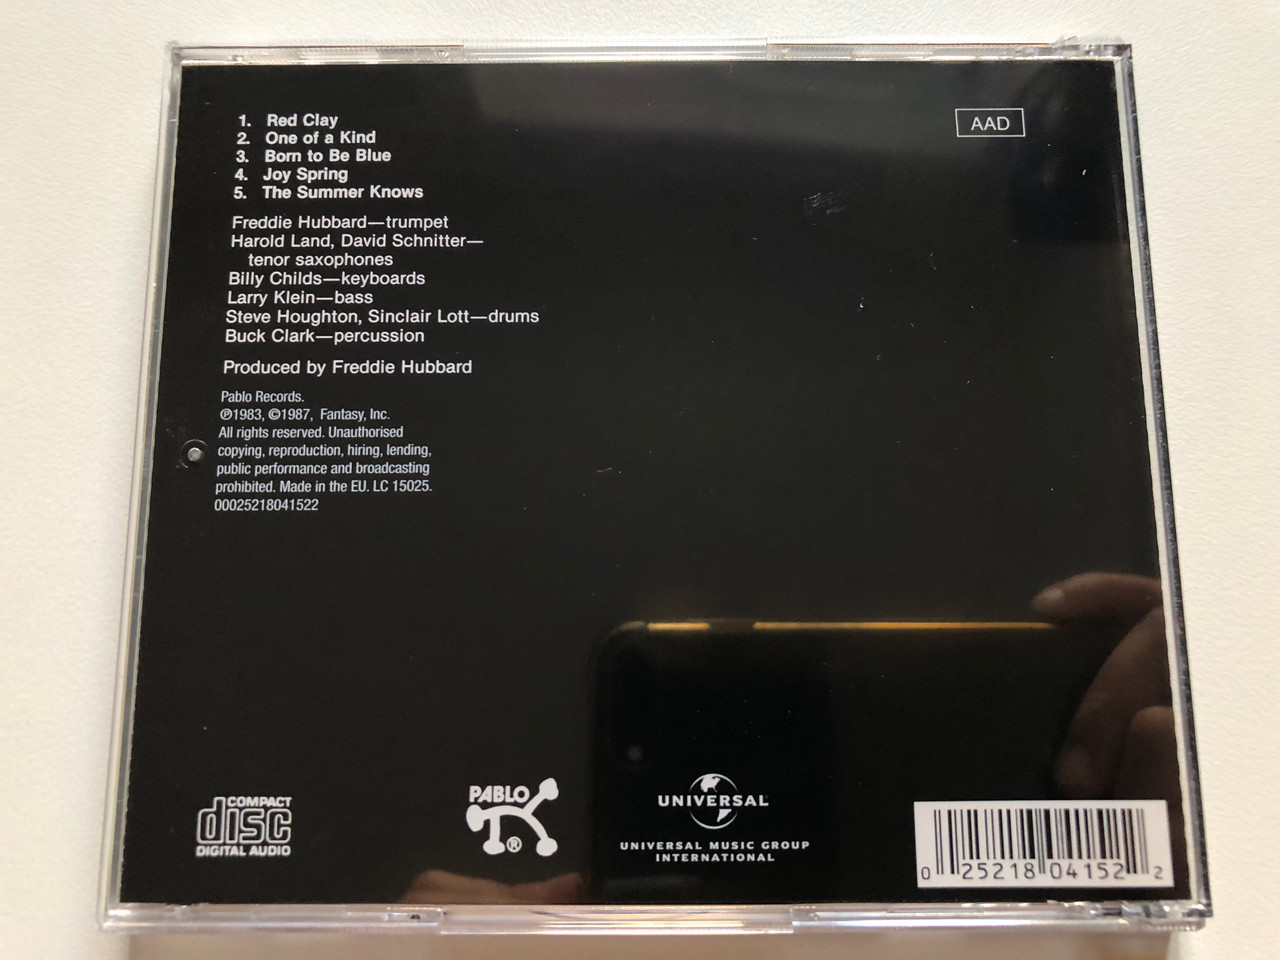 1. Red Clay
2. One of a Kind
3. Born to Be Blue
4. Joy Spring
5. The Summer Knows
AAD
Freddie Hubbard—trumpet
Harold Land, David Schnitter—
tenor saxophones
Billy Childs—keyboards
Larry Klein—bass
Steve Houghton, Sinclair Lott—drums
Buck Clark—percussion
Produced by Freddie Hubbard
Pablo Records.
℗1983, ©1987, Fantasy, Inc.
All rights reserved. Unauthorised
copying, reproduction, hiring, lending,
public performance and broadcasting
prohibited. Made in the EU. LC 15025.
00025218041522
COMPACT
disc
DIGITAL AUDIO
PABLO
®
UNIVERSAL
UNIVERSAL MUSIC GROUP
INTERNATIONAL
0 25218 04152 2